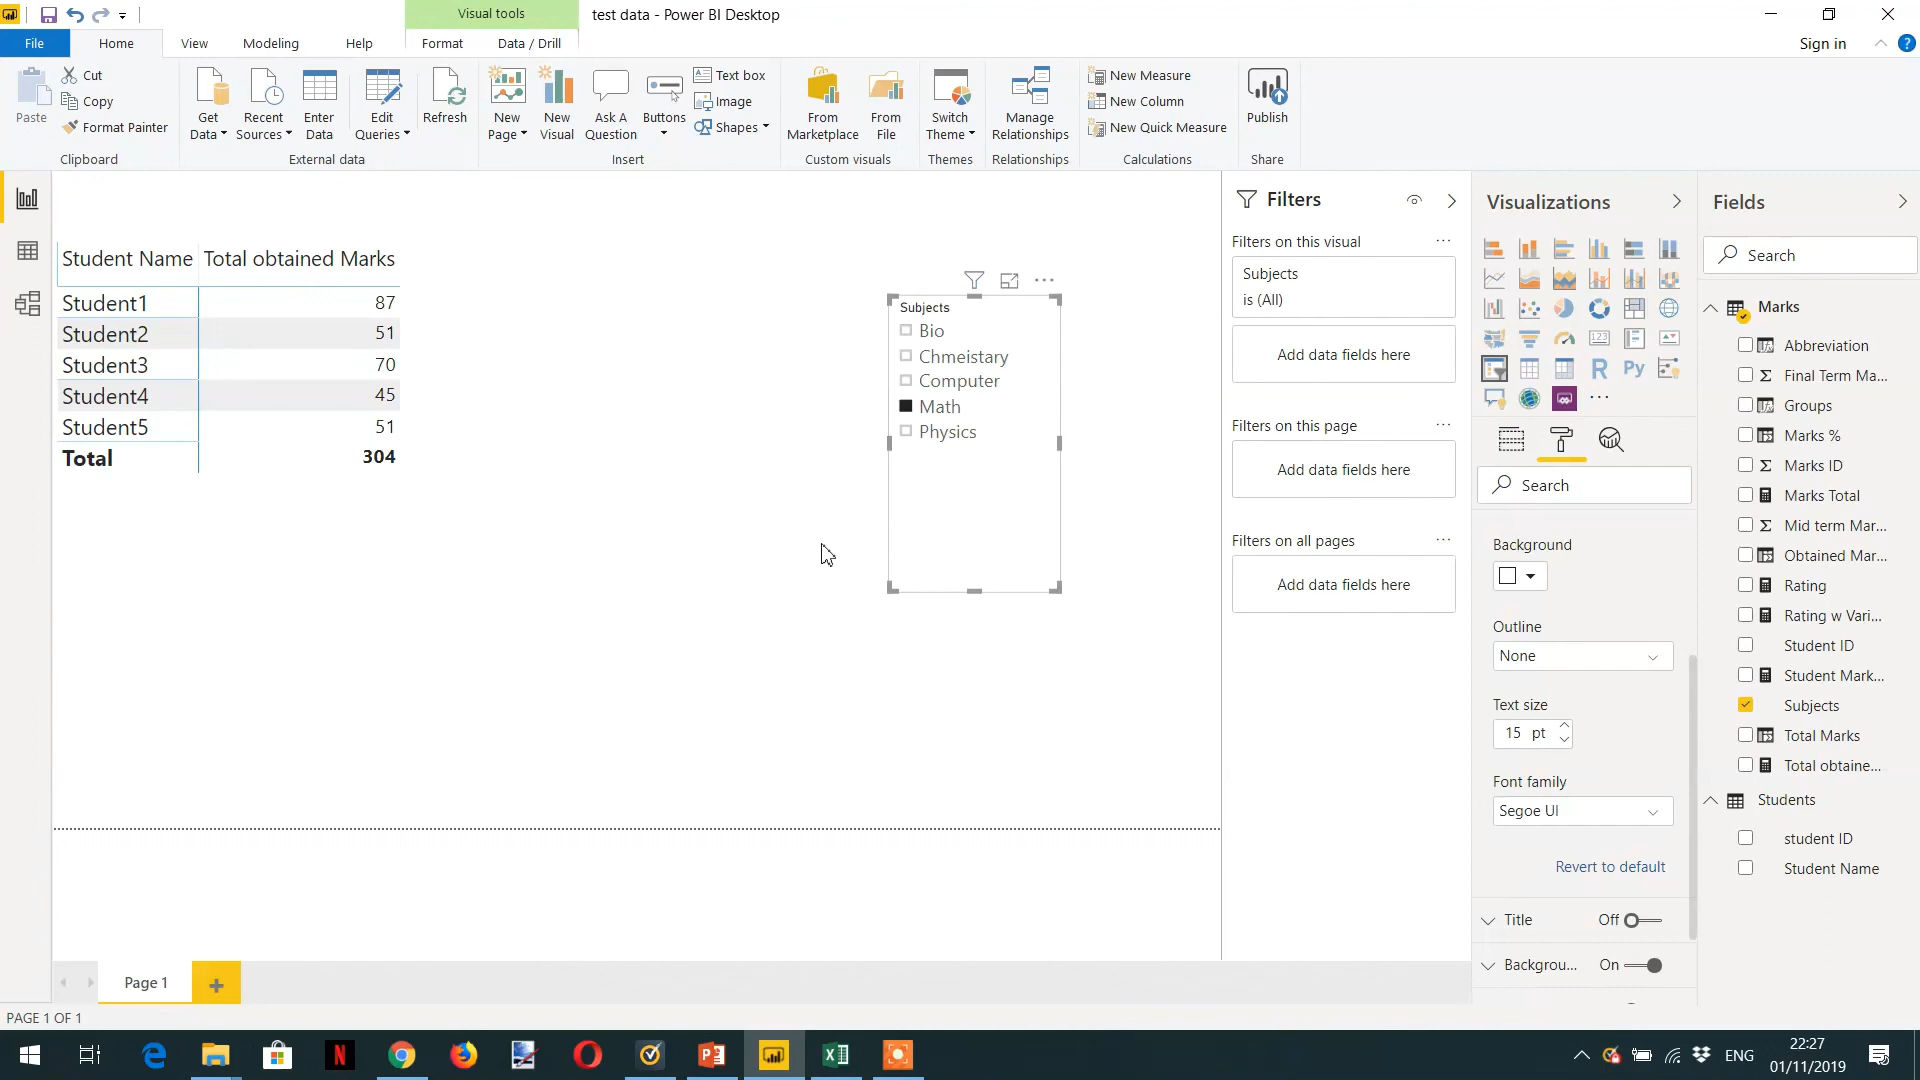 Visual tools
test data - Power BI Desktop
File
Home
View
Modeling
Help
Format
Data / Drill
Sign in
Paste
Cut
Copy
Format Painter
Clipboard
Get Data
Recent Sources
Enter Data
Edit Queries
Refresh
External data
New Page
New Visual
Ask A Question
Buttons
Text box
Image
Shapes
Insert
From Marketplace
From File
Custom visuals
Switch Theme
Themes
Manage Relationships
Relationships
New Measure
New Column
New Quick Measure
Calculations
Publish
Share
Student Name Total obtained Marks
Student1 87
Student2 51
Student3 70
Student4 45
Student5 51
Total 304
Subjects
Bio
Chmeistary
Computer
Math
Physics
Filters
Filters on this visual
Subjects
is (All)
Add data fields here
Filters on this page
Add data fields here
Filters on all pages
Add data fields here
Visualizations
123
R
Py
Search
Background
Outline
None
Text size
15 pt
Font family
Segoe UI
Revert to default
Title Off
Backgrou... On
Fields
Search
Marks
Abbreviation
Final Term Ma...
Groups
Marks %
Marks ID
Marks Total
Mid term Mar...
Obtained Mar...
Rating
Rating w Vari...
Student ID
Student Mark...
Subjects
Total Marks
Total obtaine...
Students
student ID
Student Name
Page 1
PAGE 1 OF 1
ENG
22:27
01/11/2019